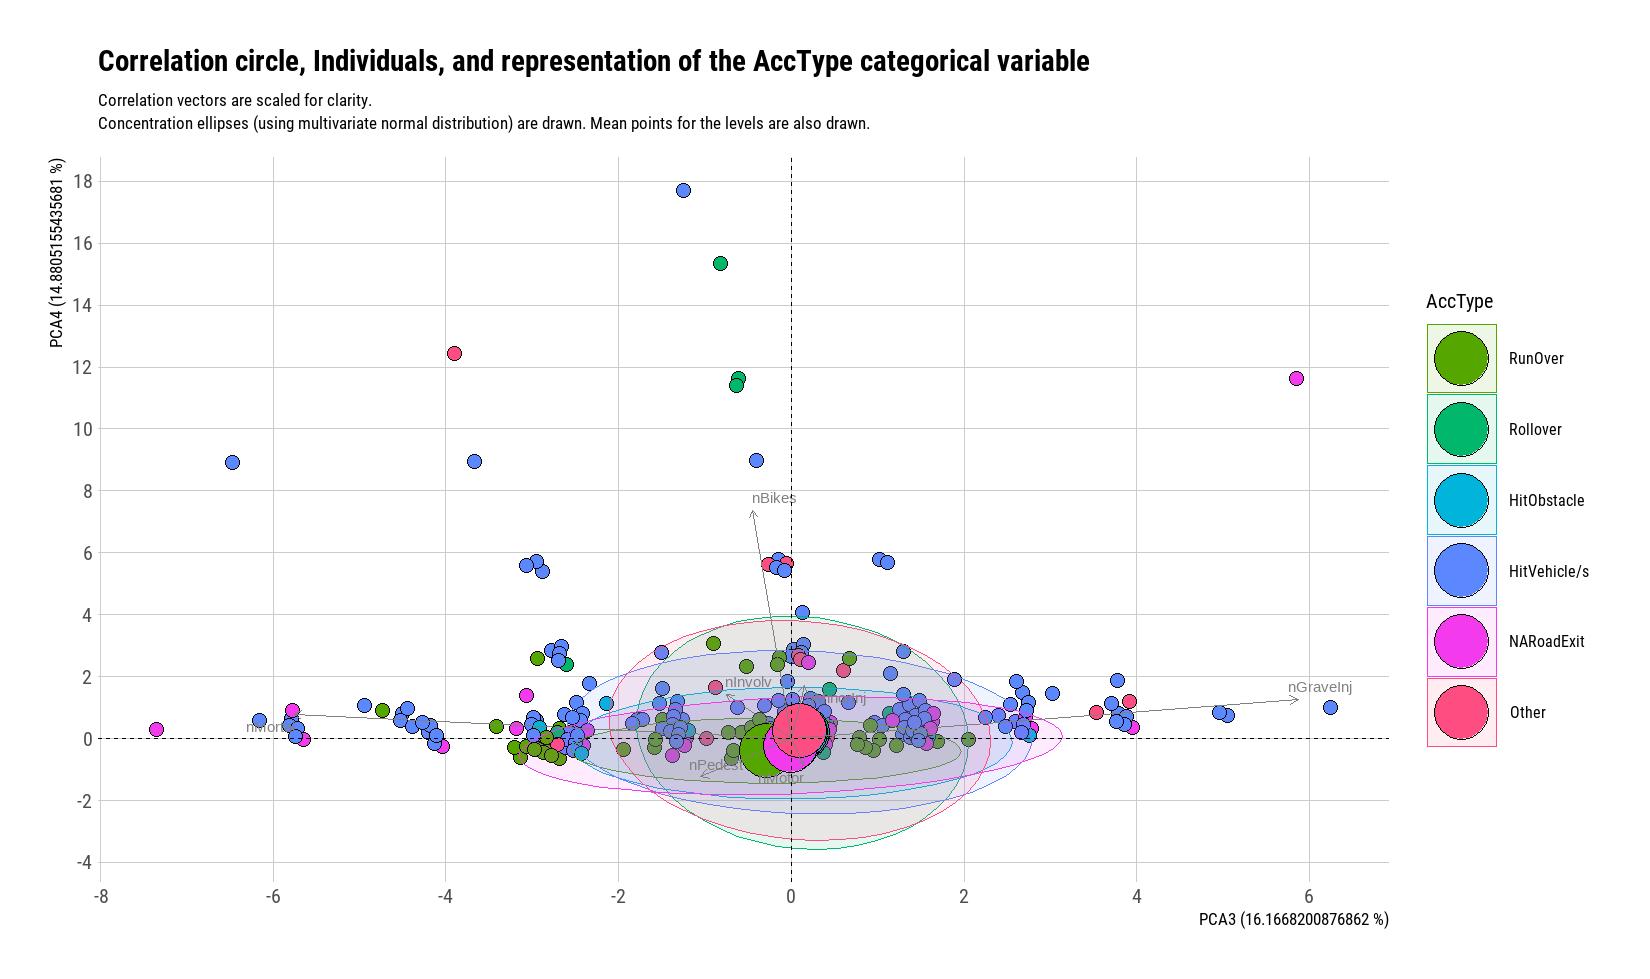 Correlation circle, Individuals, and representation of the AccType categorical variable
Correlation vectors are scaled for clarity.
Concentration ellipses (using multivariate normal distribution) are drawn. Mean points for the levels are also drawn.
PCA4 (14.8805155435681 %)
18
16
14
12
10
8
6
4
2
0
-2
-4
nBikes
nInvolv
nGraveInj
nPedest
nMotor
-8
-6
-4
-2
0
2
4
6
PCA3 (16.1668200876862 %)
AccType
RunOver
Rollover
HitObstacle
HitVehicle/s
NARoadExit
Other